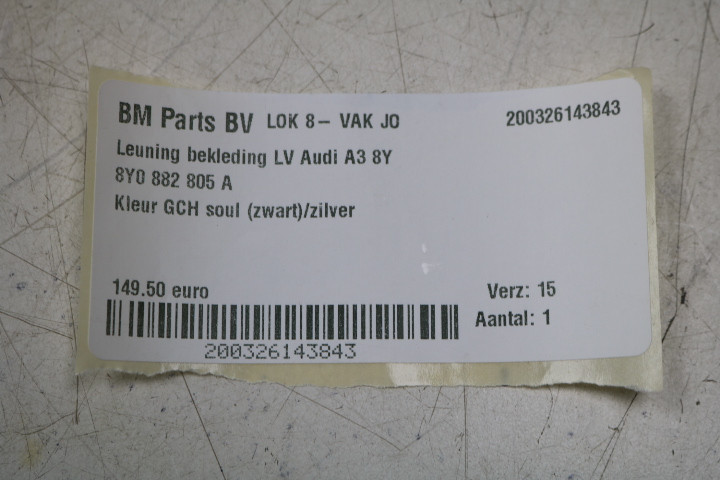 BM Parts BV LOK 8- VAK JO 200326143843
Leuning bekleding LV Audi A3 8Y
8Y0 882 805 A
Kleur GCH soul (zwart)/zilver
149.50 euro Verz: 15
Aantal: 1
200326143843